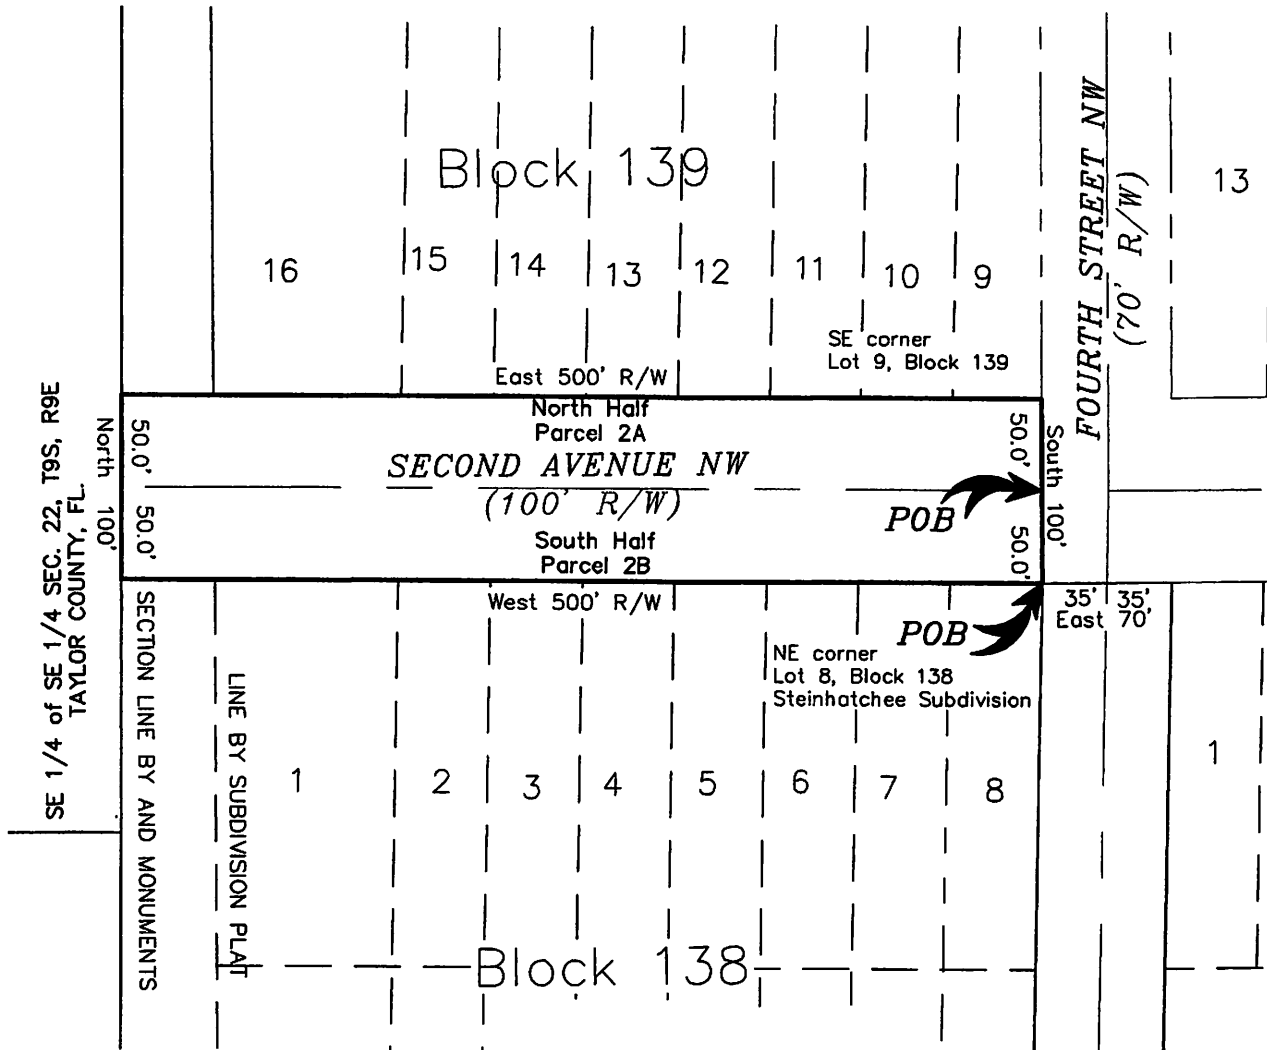 Block 139
16
15
14
13
12
11
10
9
13
SE corner
Lot 9, Block 139
FOURTH STREET NW
(70' R/W)
East 500' R/W
North Half
Parcel 2A
SECOND AVENUE NW
(100' R/W)
South Half
Parcel 2B
West 500' R/W
50.0'
50.0'
50.0'
50.0'
North 100'
South 100'
POB
POB
35' 35'
East 70'
NE corner
Lot 8, Block 138
Steinhatchee Subdivision
SE 1/4 of SE 1/4 SEC. 22, T9S, R9E
TAYLOR COUNTY, FL.
SECTION LINE BY AND MONUMENTS
LINE BY SUBDIVISION PLAT
1
2
3
4
5
6
7
8
1
Block 138